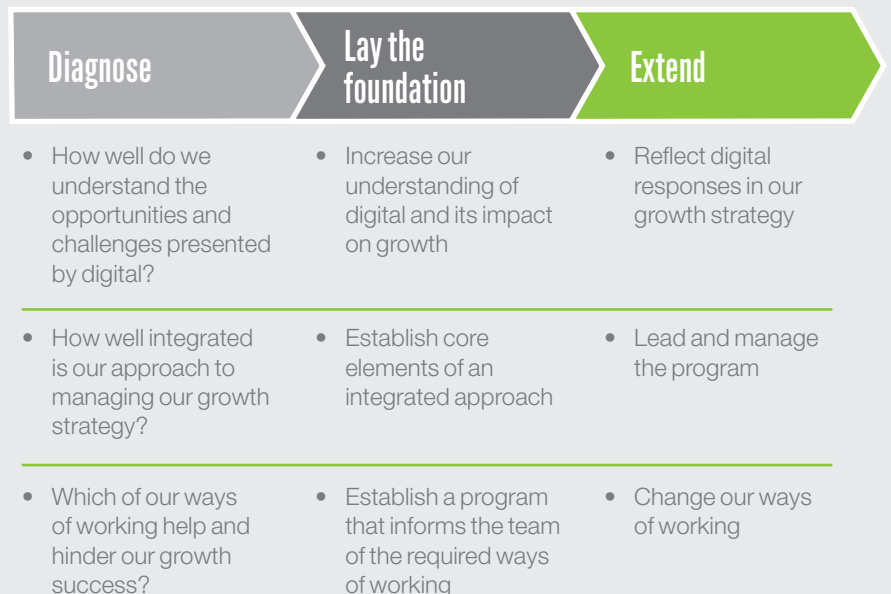 Diagnose
Lay the
foundation
Extend
• How well do we
understand the
opportunities and
challenges presented
by digital?
• Increase our
understanding of
digital and its impact
on growth
• Reflect digital
responses in our
growth strategy
• How well integrated
is our approach to
managing our growth
strategy?
• Establish core
elements of an
integrated approach
• Lead and manage
the program
• Which of our ways
of working help and
hinder our growth
success?
• Establish a program
that informs the team
of the required ways
of working
• Change our ways
of working